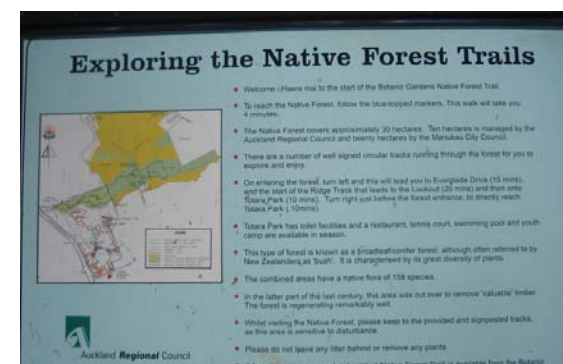 Exploring the Native Forest Trails
Welcome / Haere mai to the start of the Botanic Gardens Native Forest Trail.
To reach the Native Forest, follow the blue-topped markers. This walk will take you
4 minutes.
The Native Forest covers approximately 30 hectares. Ten hectares is managed by the
Auckland Regional Council and twenty hectares by the Manukau City Council.
There are a number of well signed circular tracks running through the forest for you to
explore and enjoy.
On entering the forest, turn left and this will lead you to Everglade Drive (15 mins),
and the start of the Ridge Track that leads to the Lookout (20 mins) and then onto
Totara Park (10 mins). Turn right just before the forest entrance, to directly reach
Totara Park ( 10mins).
Totara Park has toilet facilities and a restaurant, tennis court, swimming pool and youth
camp are available in season.
This type of forest is known as a broadleaf/conifer forest, although often referred to by
New Zealanders as 'bush'. It is characterised by its great diversity of plants.
The combined areas have a native flora of 158 species.
In the latter part of the last century, this area was cut over to remove 'valuable' timber.
The forest is regenerating remarkably well.
Whilst visiting the Native Forest, please keep to the provided and signposted tracks,
as this area is sensitive to disturbance.
Please do not leave any litter behind or remove any plants
Native Forest Trail is available from the Botanic
Auckland Regional Council